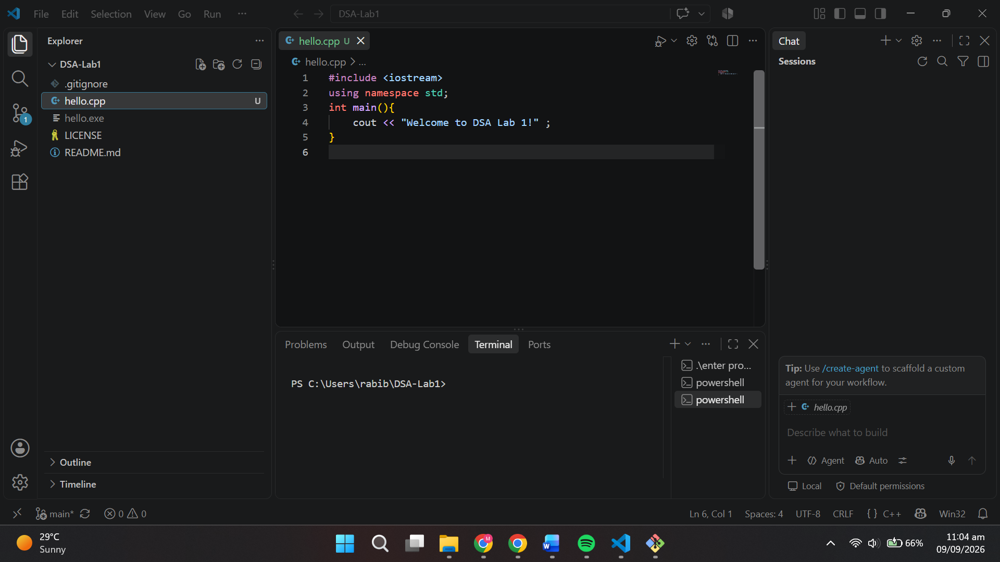 File Edit Selection View Go Run
DSA-Lab1
Explorer
DSA-Lab1
.gitignore
hello.cpp U
hello.exe
LICENSE
README.md
Outline
Timeline
hello.cpp U
hello.cpp > ...
1 #include <iostream>
2 using namespace std;
3 int main(){
4     cout << "Welcome to DSA Lab 1!" ;
5 }
6
Problems Output Debug Console Terminal Ports
PS C:\Users\rabib\DSA-Lab1>
.\enter pro...
powershell
powershell
Chat
Sessions
Tip: Use /create-agent to scaffold a custom
agent for your workflow.
hello.cpp
Describe what to build
Agent Auto
Local Default permissions
1
main* 0 0
Ln 6, Col 1 Spaces: 4 UTF-8 CRLF { } C++ Win32
29°C
Sunny
M
W
66%
11:04 am
09/09/2026